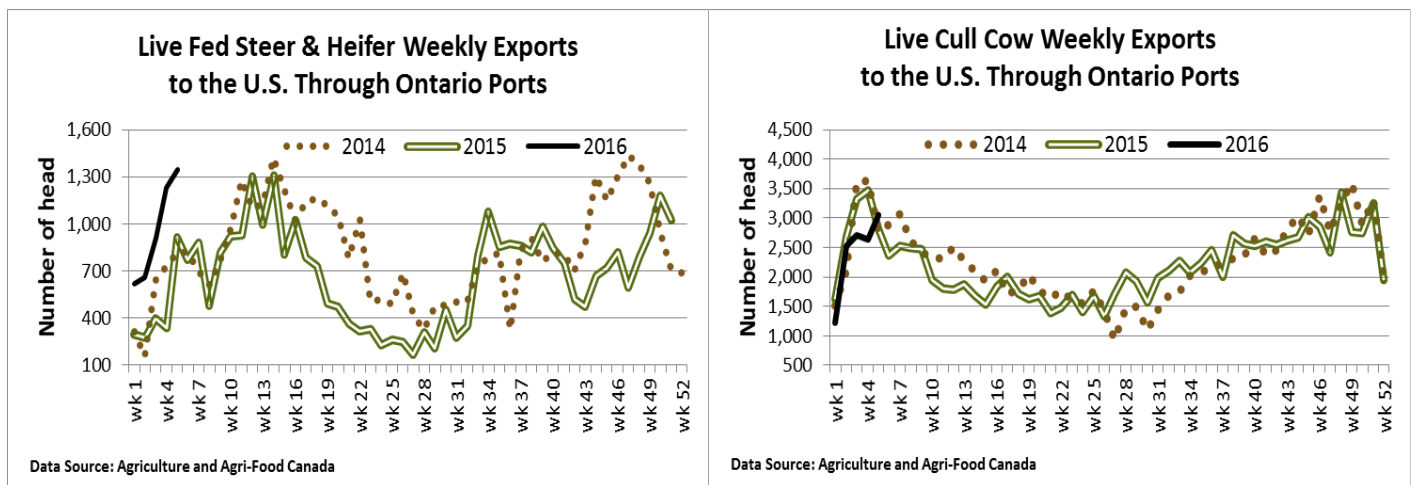 Live Fed Steer & Heifer Weekly Exports
to the U.S. Through Ontario Ports
1,600
1,300
1,000
700
400
100
Number of head
2014
2015
2016
wk 1
wk 4
wk 7
wk 10
wk 13
wk 16
wk 19
wk 22
wk 25
wk 28
wk 31
wk 34
wk 37
wk 40
wk 43
wk 46
wk 49
wk 52
Data Source: Agriculture and Agri-Food Canada
Live Cull Cow Weekly Exports
to the U.S. Through Ontario Ports
4,500
4,000
3,500
3,000
2,500
2,000
1,500
1,000
500
Number of head
2014
2015
2016
wk 1
wk 4
wk 7
wk 10
wk 13
wk 16
wk 19
wk 22
wk 25
wk 28
wk 31
wk 34
wk 37
wk 40
wk 43
wk 46
wk 49
wk 52
Data Source: Agriculture and Agri-Food Canada